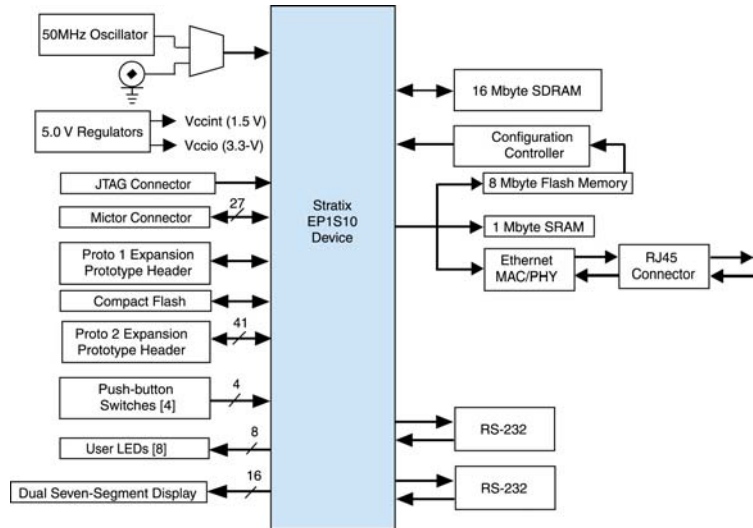 50MHz Oscillator
5.0 V Regulators
Vccint (1.5 V)
Vccio (3.3-V)
JTAG Connector
Mictor Connector
27
Proto 1 Expansion
Prototype Header
Compact Flash
Proto 2 Expansion
Prototype Header
41
Push-button
Switches [4]
4
User LEDs [8]
8
Dual Seven-Segment Display
16
Stratix
EP1S10
Device
16 Mbyte SDRAM
Configuration
Controller
8 Mbyte Flash Memory
1 Mbyte SRAM
Ethernet
MAC/PHY
RJ45
Connector
RS-232
RS-232